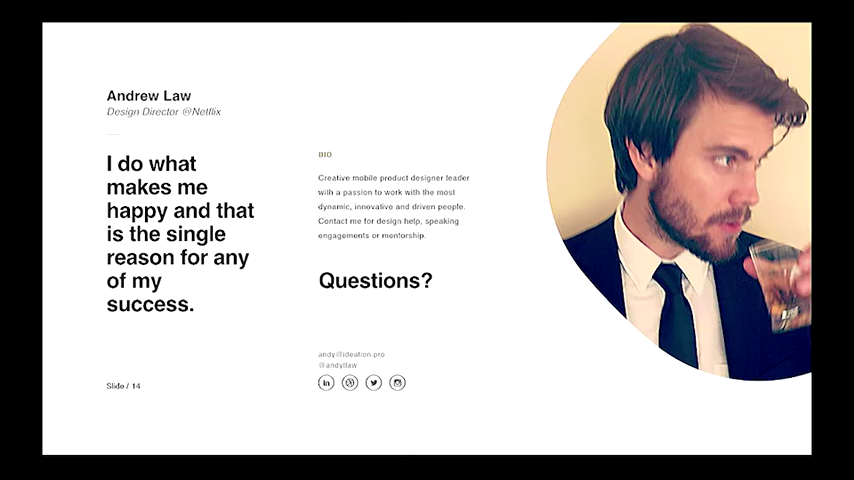 Andrew Law
Design Director @Netflix
I do what
makes me
happy and that
is the single
reason for any
of my
success.
Slide / 14
BIO
Creative mobile product designer leader
with a passion to work with the most
dynamic, innovative and driven people.
Contact me for design help, speaking
engagements or mentorship.
Questions?
andy@ideation.pro
@andytlaw
in